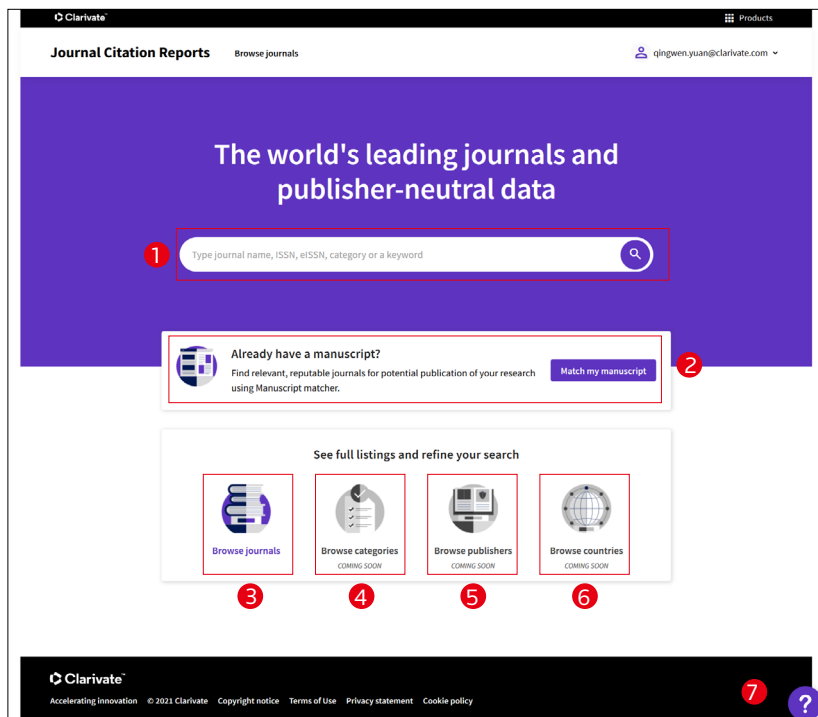 Clarivate™
Products
Journal Citation Reports
Browse journals
qingwen.yuan@clarivate.com
The world's leading journals and
publisher-neutral data
1
Type journal name, ISSN, eISSN, category or a keyword
Already have a manuscript?
Find relevant, reputable journals for potential publication of your research
using Manuscript matcher.
Match my manuscript
2
See full listings and refine your search
Browse journals
Browse categories
COMING SOON
Browse publishers
COMING SOON
Browse countries
COMING SOON
3
4
5
6
Clarivate™
Accelerating innovation © 2021 Clarivate Copyright notice Terms of Use Privacy statement Cookie policy
7
?